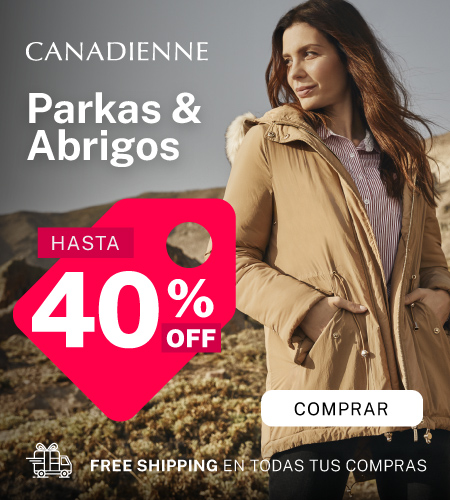 CANADIENNE
Parkas &
Abrigos
HASTA
40%
OFF
COMPRAR
FREE SHIPPING EN TODAS TUS COMPRAS